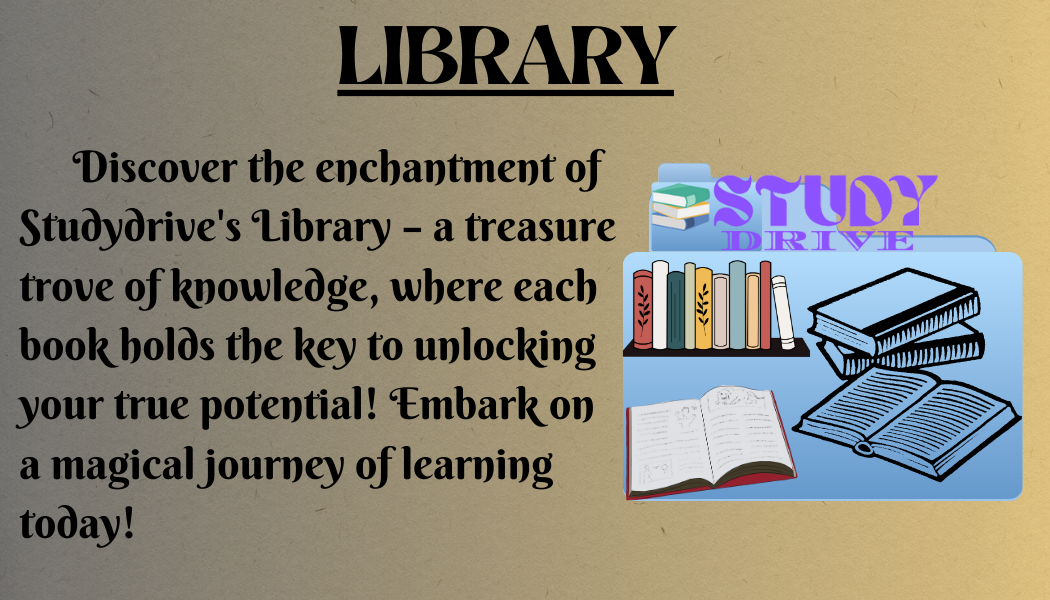 LIBRARY
Discover the enchantment of
Studydrive's Library – a treasure
trove of knowledge, where each
book holds the key to unlocking
your true potential! Embark on
a magical journey of learning
today!
STUDY
DRIVE